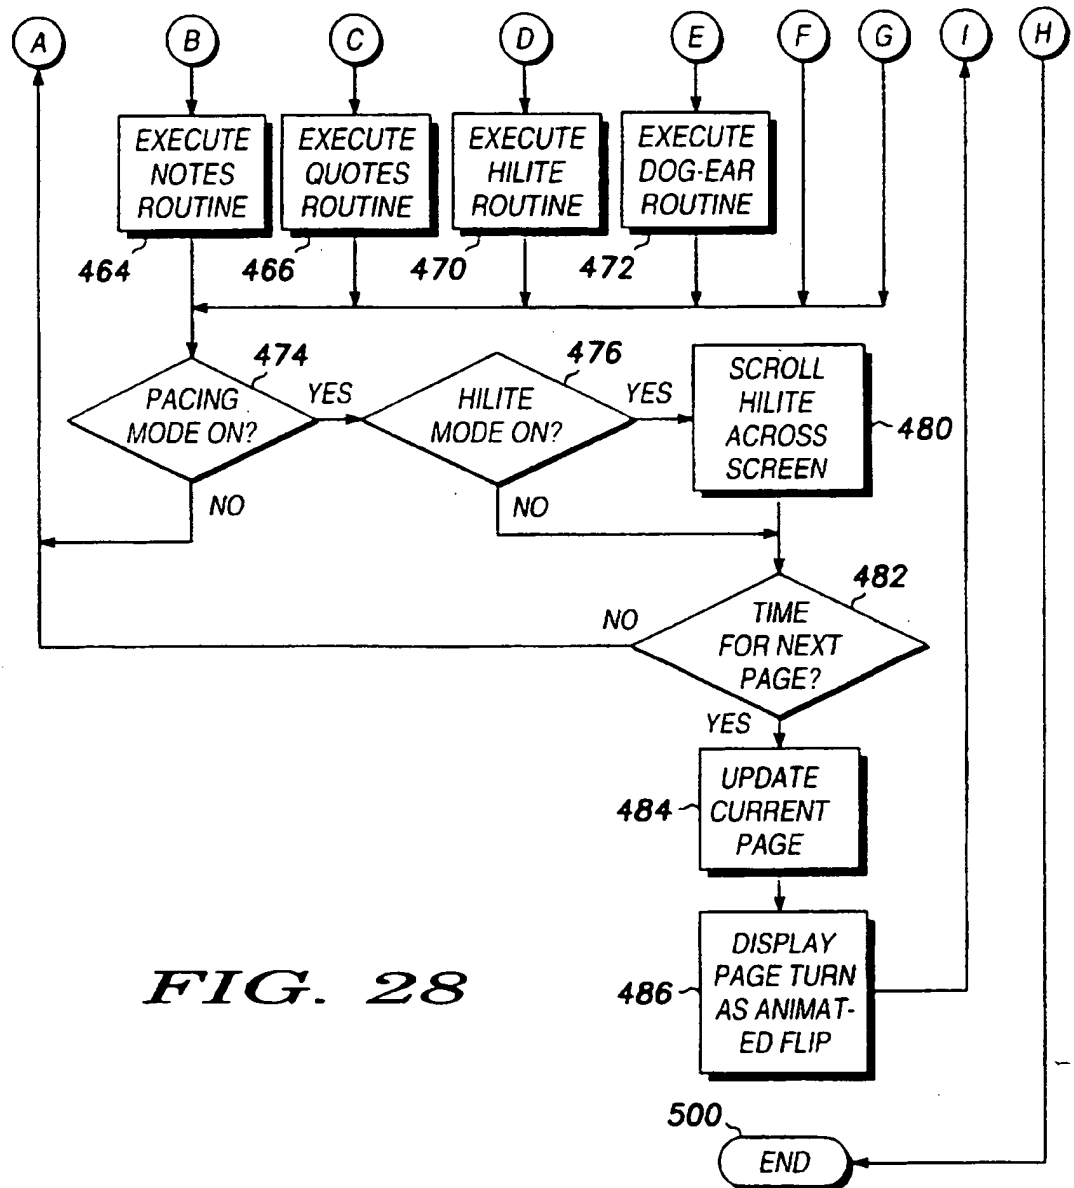 A
B
C
D
E
F
G
I
H
EXECUTE
NOTES
ROUTINE
464
EXECUTE
QUOTES
ROUTINE
466
EXECUTE
HILITE
ROUTINE
470
EXECUTE
DOG-EAR
ROUTINE
472
PACING
MODE ON?
474
YES
NO
HILITE
MODE ON?
476
YES
NO
SCROLL
HILITE
ACROSS
SCREEN
480
TIME
FOR NEXT
PAGE?
482
NO
YES
UPDATE
CURRENT
PAGE
484
DISPLAY
PAGE TURN
AS ANIMAT-
ED FLIP
486
FIG. 28
500
END